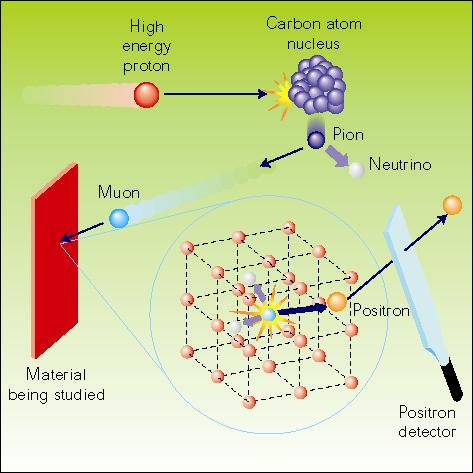 High
energy
proton
Carbon atom
nucleus
Pion
Neutrino
Muon
Positron
Material
being studied
Positron
detector